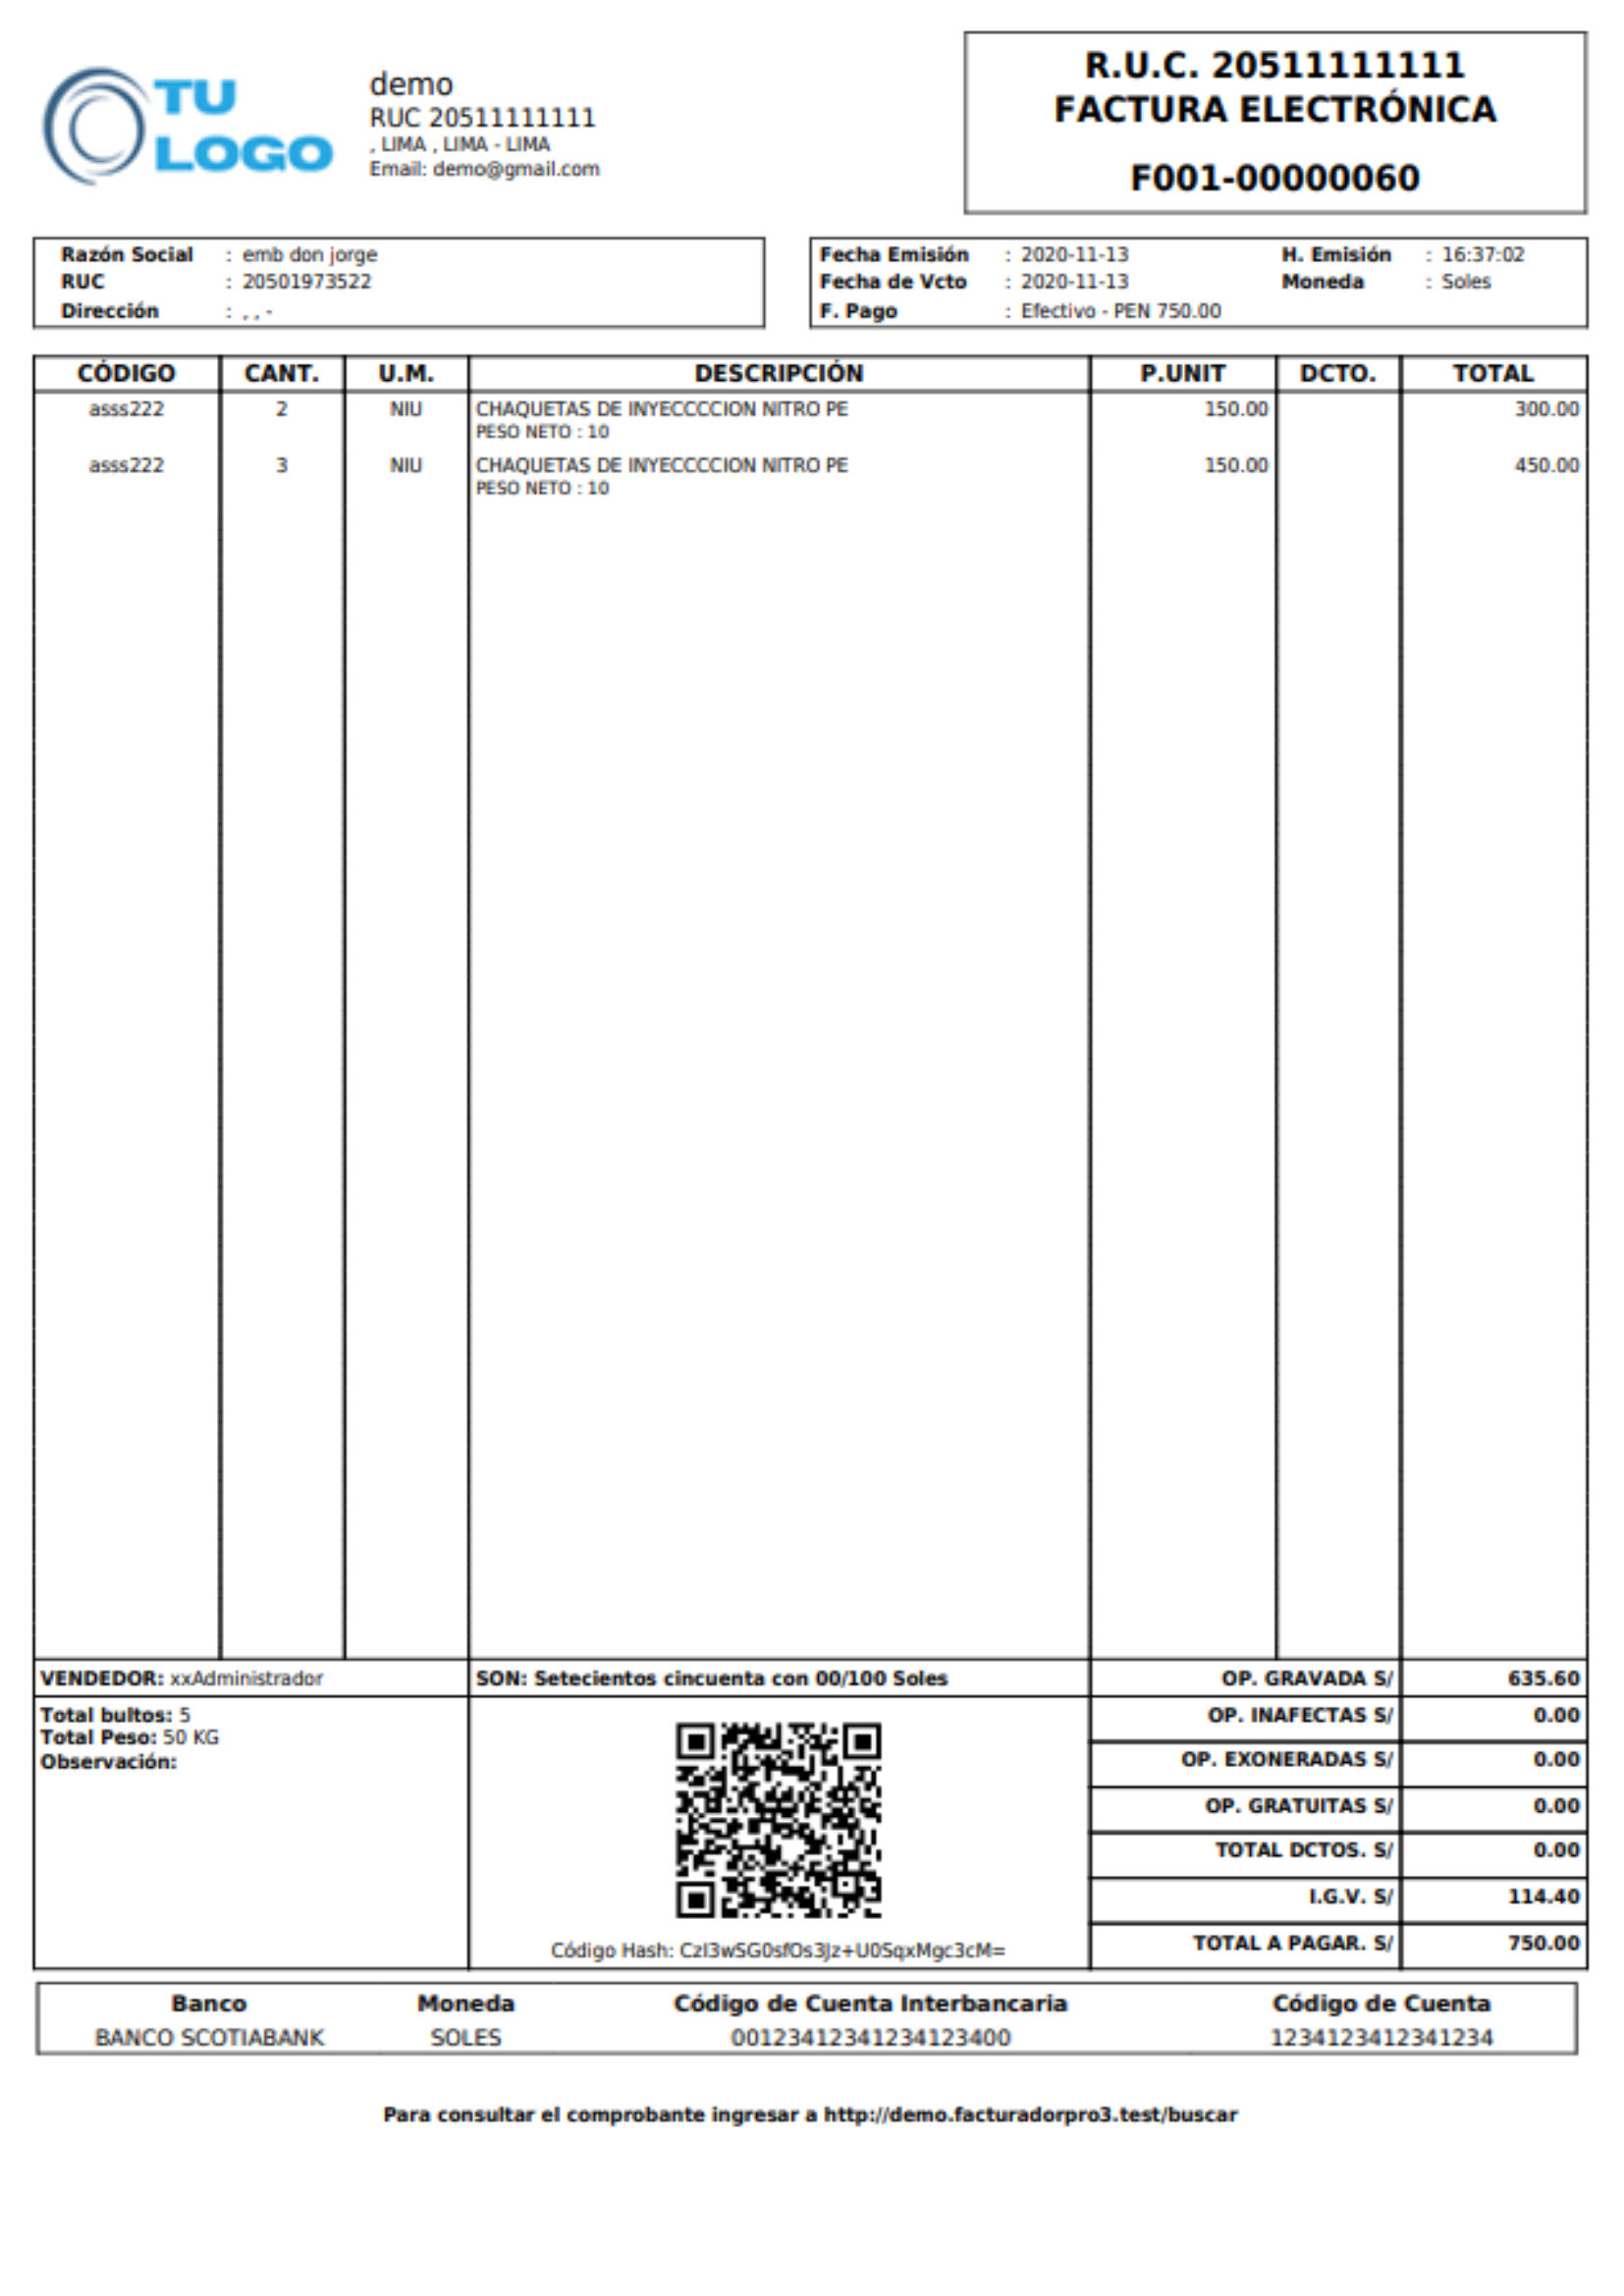 TU
LOGO
demo
RUC 20511111111
, LIMA , LIMA - LIMA
Email: demo@gmail.com
R.U.C. 20511111111
FACTURA ELECTRÓNICA
F001-00000060
Razón Social : emb don jorge
RUC : 20501973522
Dirección : , , -
Fecha Emisión : 2020-11-13 H. Emisión : 16:37:02
Fecha de Vcto : 2020-11-13 Moneda : Soles
F. Pago : Efectivo - PEN 750.00
CÓDIGO CANT. U.M. DESCRIPCIÓN P.UNIT DCTO. TOTAL
asss222 2 NIU CHAQUETAS DE INYECCCCION NITRO PE 150.00 300.00
PESO NETO : 10
asss222 3 NIU CHAQUETAS DE INYECCCCION NITRO PE 150.00 450.00
PESO NETO : 10
VENDEDOR: xxAdministrador SON: Setecientos cincuenta con 00/100 Soles OP. GRAVADA S/ 635.60
Total bultos: 5
Total Peso: 50 KG
Observación:
OP. INAFECTAS S/ 0.00
OP. EXONERADAS S/ 0.00
OP. GRATUITAS S/ 0.00
TOTAL DCTOS. S/ 0.00
I.G.V. S/ 114.40
TOTAL A PAGAR. S/ 750.00
Código Hash: CzI3wSG0sfOs3Jz+U0SqxMgc3cM=
Banco Moneda Código de Cuenta Interbancaria Código de Cuenta
BANCO SCOTIABANK SOLES 00123412341234123400 1234123412341234
Para consultar el comprobante ingresar a http://demo.facturadorpro3.test/buscar